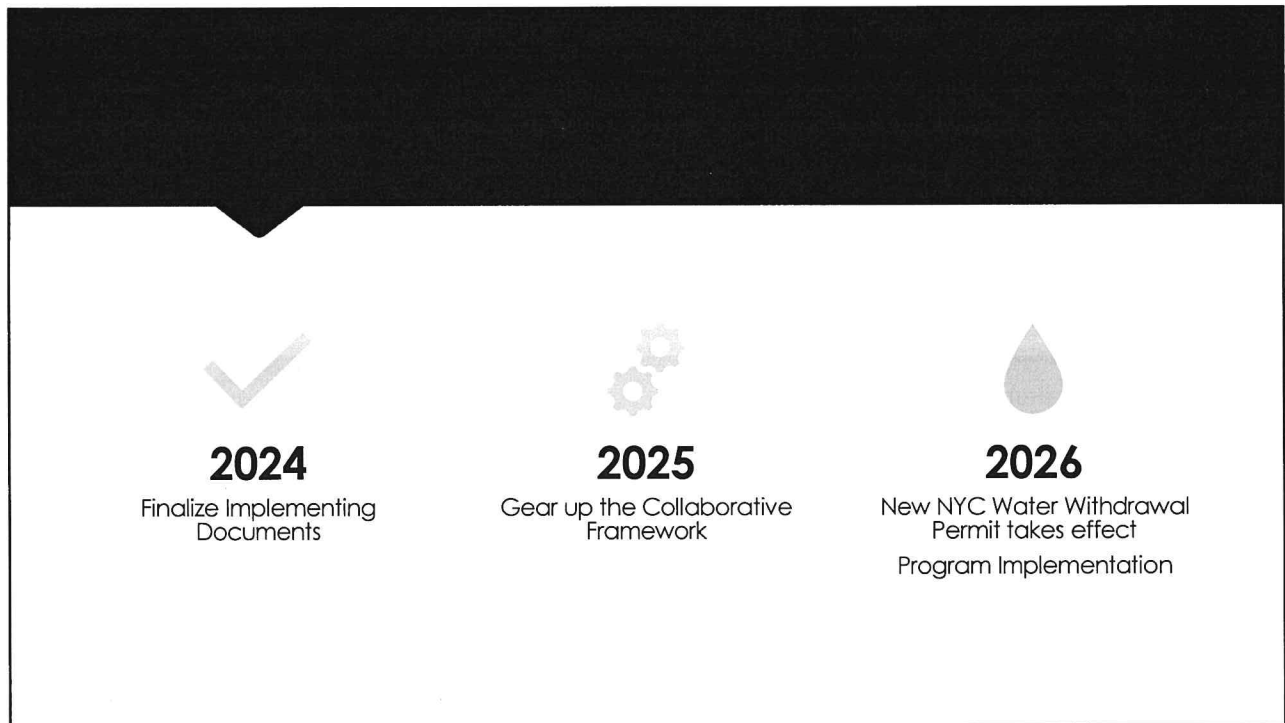 2024
Finalize Implementing
Documents
2025
Gear up the Collaborative
Framework
2026
New NYC Water Withdrawal
Permit takes effect
Program Implementation